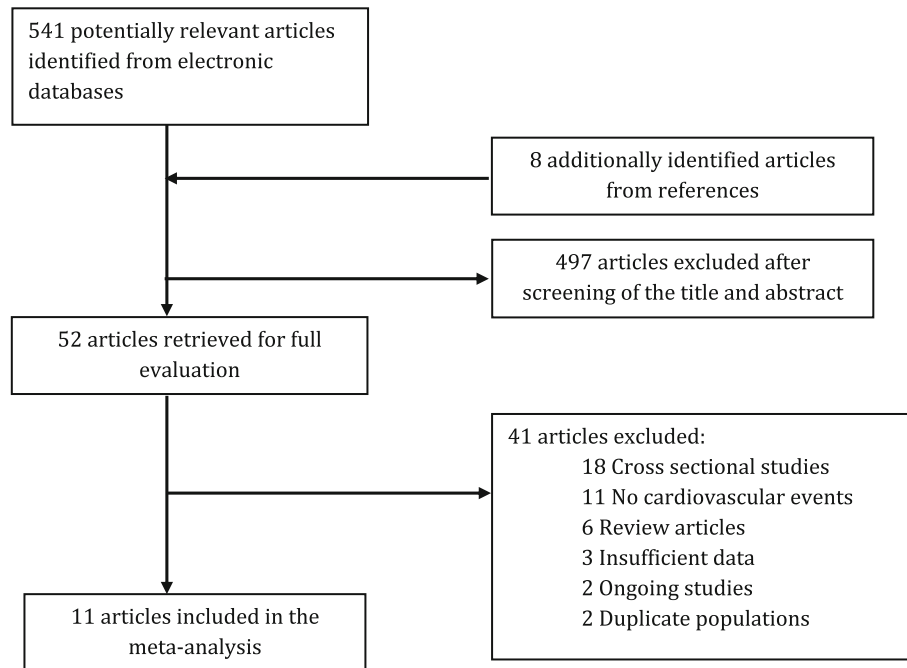 541 potentially relevant articles
identified from electronic
databases
8 additionally identified articles
from references
497 articles excluded after
screening of the title and abstract
52 articles retrieved for full
evaluation
41 articles excluded:
18 Cross sectional studies
11 No cardiovascular events
6 Review articles
3 Insufficient data
2 Ongoing studies
2 Duplicate populations
11 articles included in the
meta-analysis